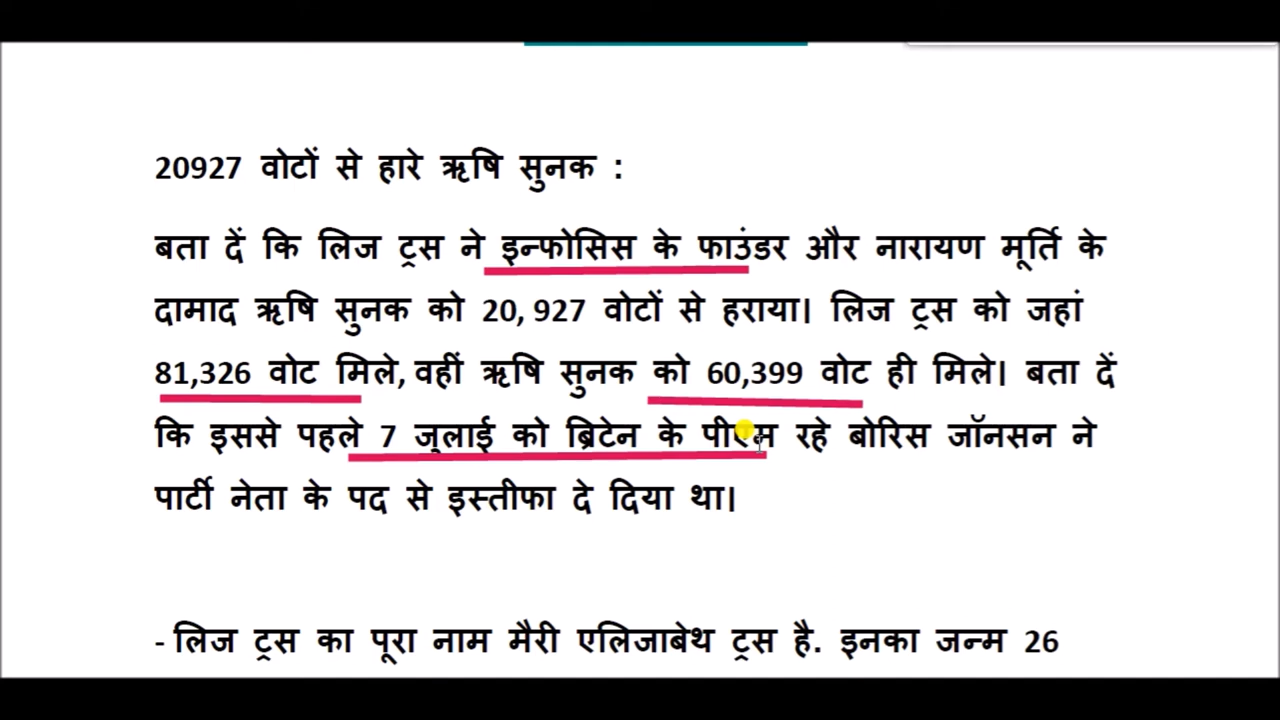 20927 वोटों से हारे ऋषि सुनक :
बता दें कि लिज ट्रस ने इन्फोसिस के फाउंडर और नारायण मूर्ति के
दामाद ऋषि सुनक को 20, 927 वोटों से हराया। लिज ट्रस को जहां
81,326 वोट मिले, वहीं ऋषि सुनक को 60,399 वोट ही मिले। बता दें
कि इससे पहले 7 जुलाई को ब्रिटेन के पीएस रहे बोरिस जॉनसन ने
पार्टी नेता के पद से इस्तीफा दे दिया था।
- लिज ट्रस का पूरा नाम मैरी एलिजाबेथ ट्रस है. इनका जन्म 26